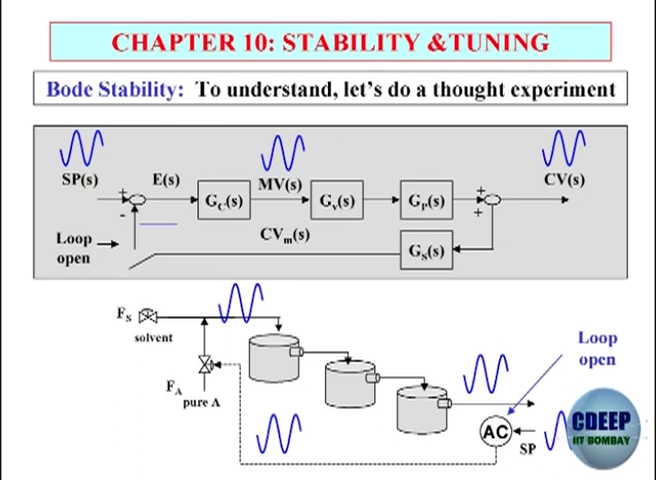 CHAPTER 10: STABILITY &TUNING
Bode Stability: To understand, let's do a thought experiment
SP(s)
E(s)
MV(s)
CV(s)
+
-
Gc(s)
Gv(s)
Gp(s)
+
+
Loop
open
CVm(s)
Gs(s)
FS
solvent
FA
pure A
Loop
open
AC
SP
CDEEP
IIT BOMBAY